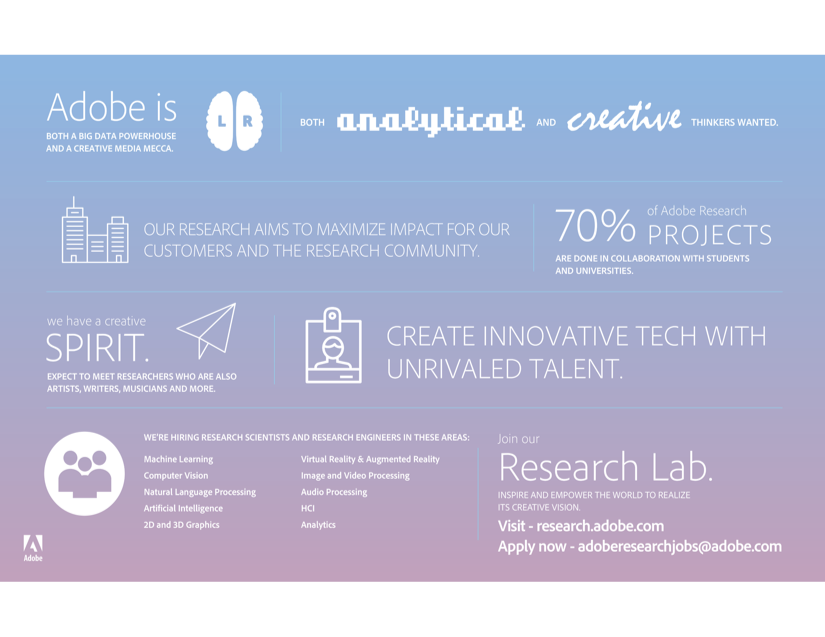 Adobe is
BOTH A BIG DATA POWERHOUSE
AND A CREATIVE MEDIA MECCA.
L R
BOTH analytical AND creative THINKERS WANTED.
OUR RESEARCH AIMS TO MAXIMIZE IMPACT FOR OUR
CUSTOMERS AND THE RESEARCH COMMUNITY.
70% of Adobe Research
PROJECTS
ARE DONE IN COLLABORATION WITH STUDENTS
AND UNIVERSITIES.
we have a creative
SPIRIT.
EXPECT TO MEET RESEARCHERS WHO ARE ALSO
ARTISTS, WRITERS, MUSICIANS AND MORE.
CREATE INNOVATIVE TECH WITH
UNRIVALED TALENT.
WE'RE HIRING RESEARCH SCIENTISTS AND RESEARCH ENGINEERS IN THESE AREAS:
Machine Learning
Computer Vision
Natural Language Processing
Artificial Intelligence
2D and 3D Graphics
Virtual Reality & Augmented Reality
Image and Video Processing
Audio Processing
HCI
Analytics
Join our
Research Lab.
INSPIRE AND EMPOWER THE WORLD TO REALIZE
ITS CREATIVE VISION.
Visit - research.adobe.com
Apply now - adoberesearchjobs@adobe.com
Adobe